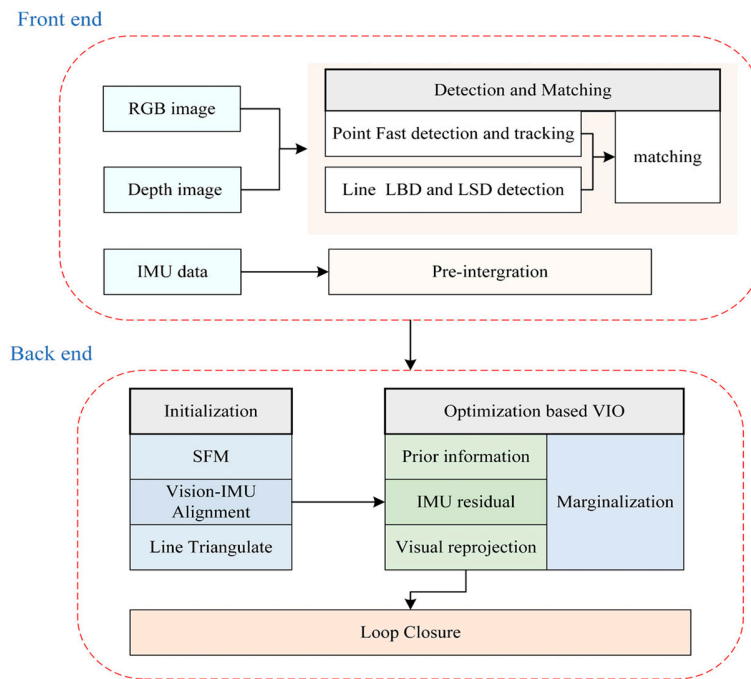 Front end
RGB image
Depth image
IMU data
Detection and Matching
Point Fast detection and tracking
Line LBD and LSD detection
matching
Pre-intergration
Back end
Initialization
SFM
Vision-IMU
Alignment
Line Triangulate
Optimization based VIO
Prior information
IMU residual
Visual reprojection
Marginalization
Loop Closure